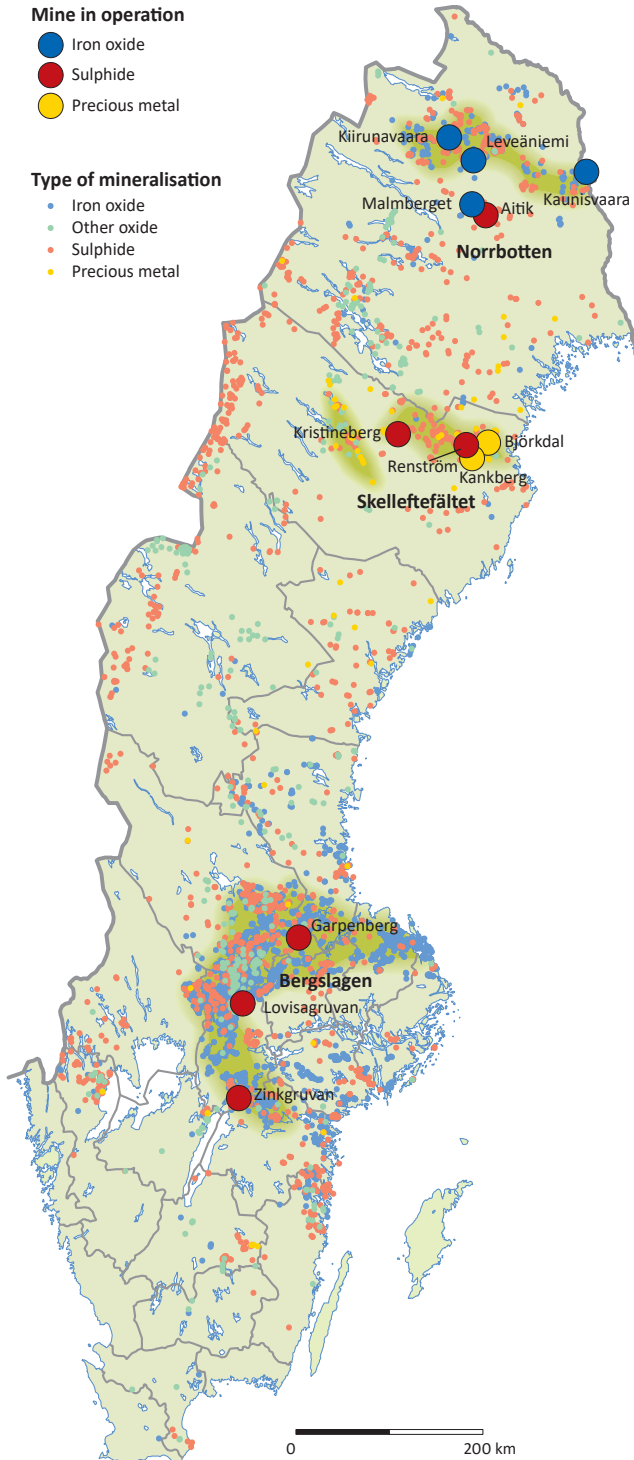 Mine in operation
Iron oxide
Sulphide
Precious metal
Type of mineralisation
Iron oxide
Other oxide
Sulphide
Precious metal
Kiirunavaara
Leveäniemi
Kaunisvaara
Malmberget
Aitik
Norrbotten
Kristineberg
Björkdal
Renström
Kankberg
Skelleftefältet
Garpenberg
Bergslagen
Lovisagruvan
Zinkgruvan
0 200 km